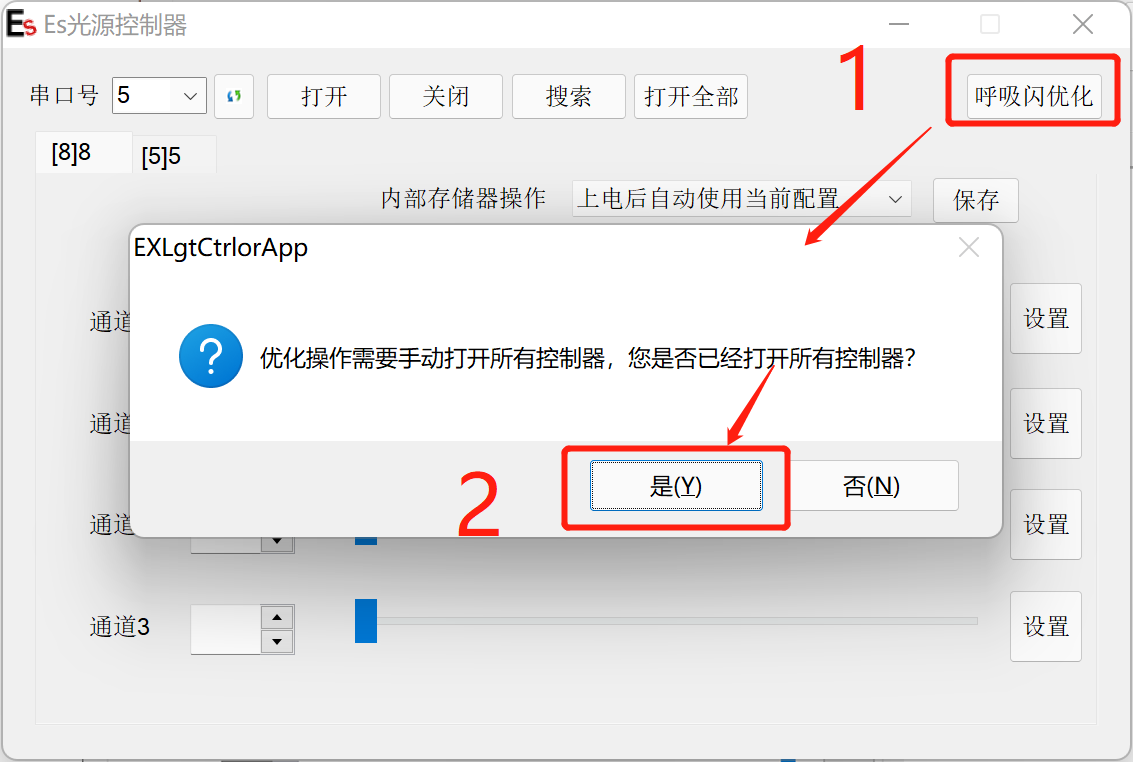 Es Es光源控制器
1
串口号 5 打开 关闭 搜索 打开全部 呼吸闪优化
[8]8 [5]5
内部存储器操作 上电后自动使用当前配置 保存
EXLgtCtrlorApp
通道 设置
优化操作需要手动打开所有控制器，您是否已经打开所有控制器？
通道 设置
2 是(Y) 否(N)
通道 设置
通道3 设置